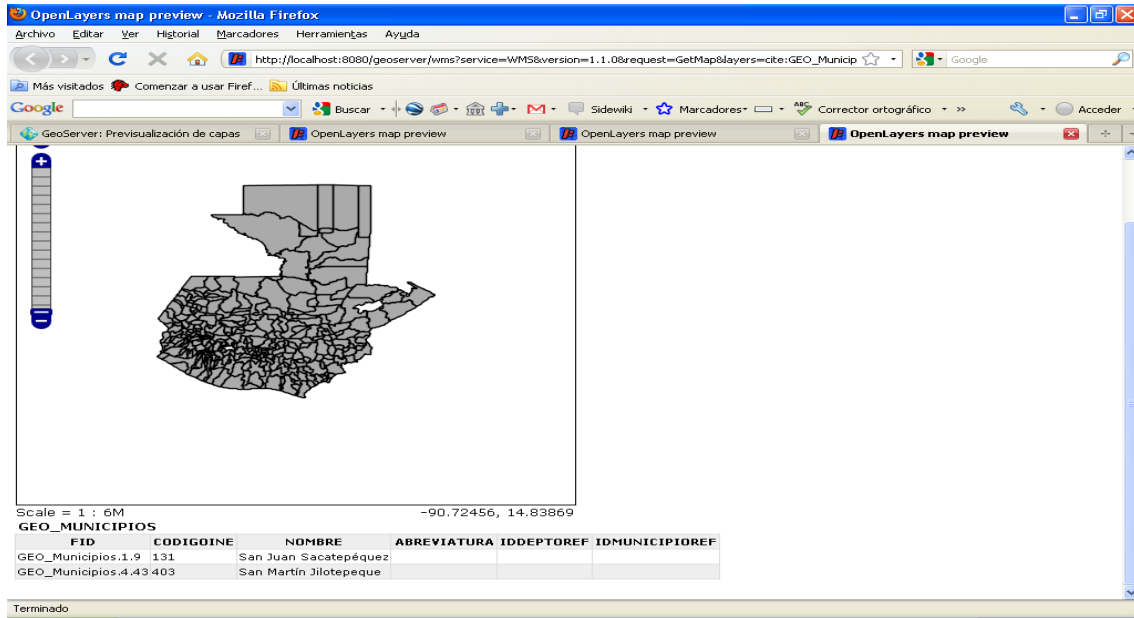 OpenLayers map preview - Mozilla Firefox
Archivo Editar Ver Historial Marcadores Herramientas Ayuda
http://localhost:8080/geoserver/wms?service=WMS&version=1.1.0&request=GetMap&layers=cite:GEO_Municip Google
Más visitados Comenzar a usar Firef... Últimas noticias
Google Buscar Sidewiki Marcadores Corrector ortográfico » Acceder
GeoServer: Previsualización de capas OpenLayers map preview OpenLayers map preview OpenLayers map preview
Scale = 1 : 6M -90.72456, 14.83869
GEO_MUNICIPIOS
FID CODIGOINE NOMBRE ABREVIATURA IDDEPTOREF IDMUNICIPIOREF
GEO_Municipios.1.9 131 San Juan Sacatepéquez
GEO_Municipios.4.43 403 San Martín Jilotepeque
Terminado